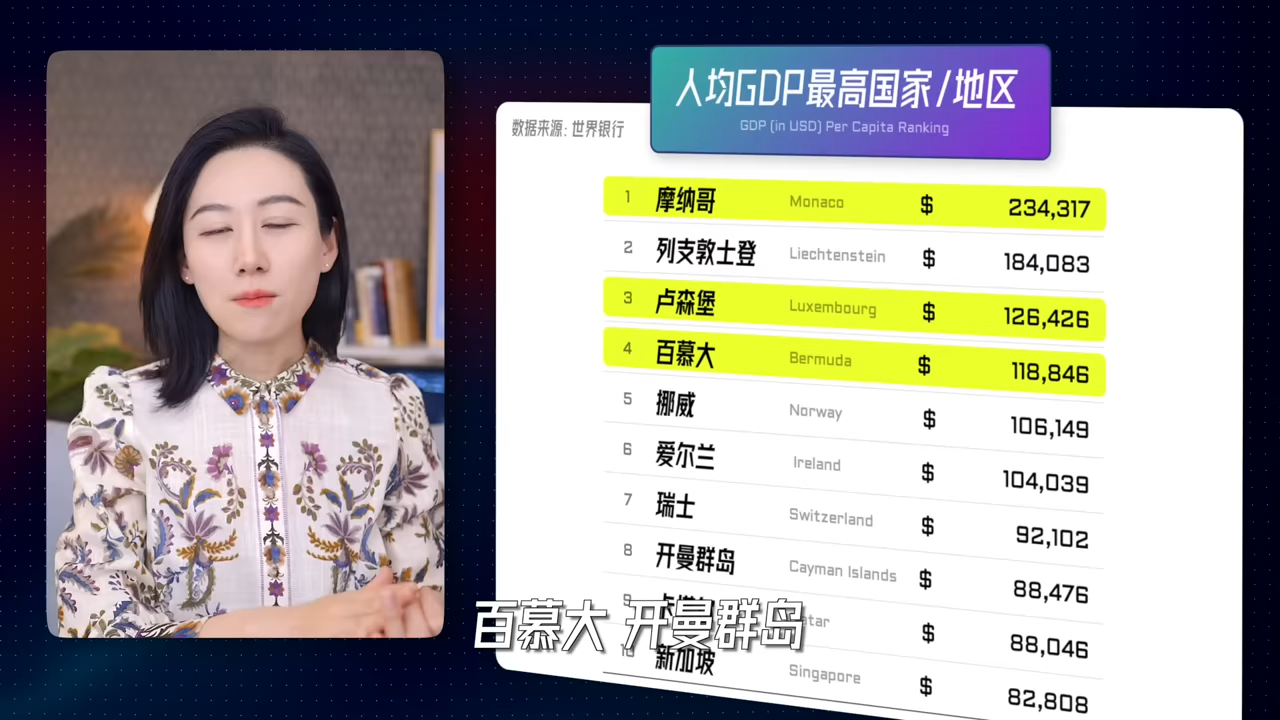 人均GDP最高国家/地区
GDP (in USD) Per Capita Ranking
数据来源: 世界银行
1 摩纳哥 Monaco $ 234,317
2 列支敦士登 Liechtenstein $ 184,083
3 卢森堡 Luxembourg $ 126,426
4 百慕大 Bermuda $ 118,846
5 挪威 Norway $ 106,149
6 爱尔兰 Ireland $ 104,039
7 瑞士 Switzerland $ 92,102
8 开曼群岛 Cayman Islands $ 88,476
9 $ 88,046
新加坡 Singapore $ 82,808
百慕大 开曼群岛